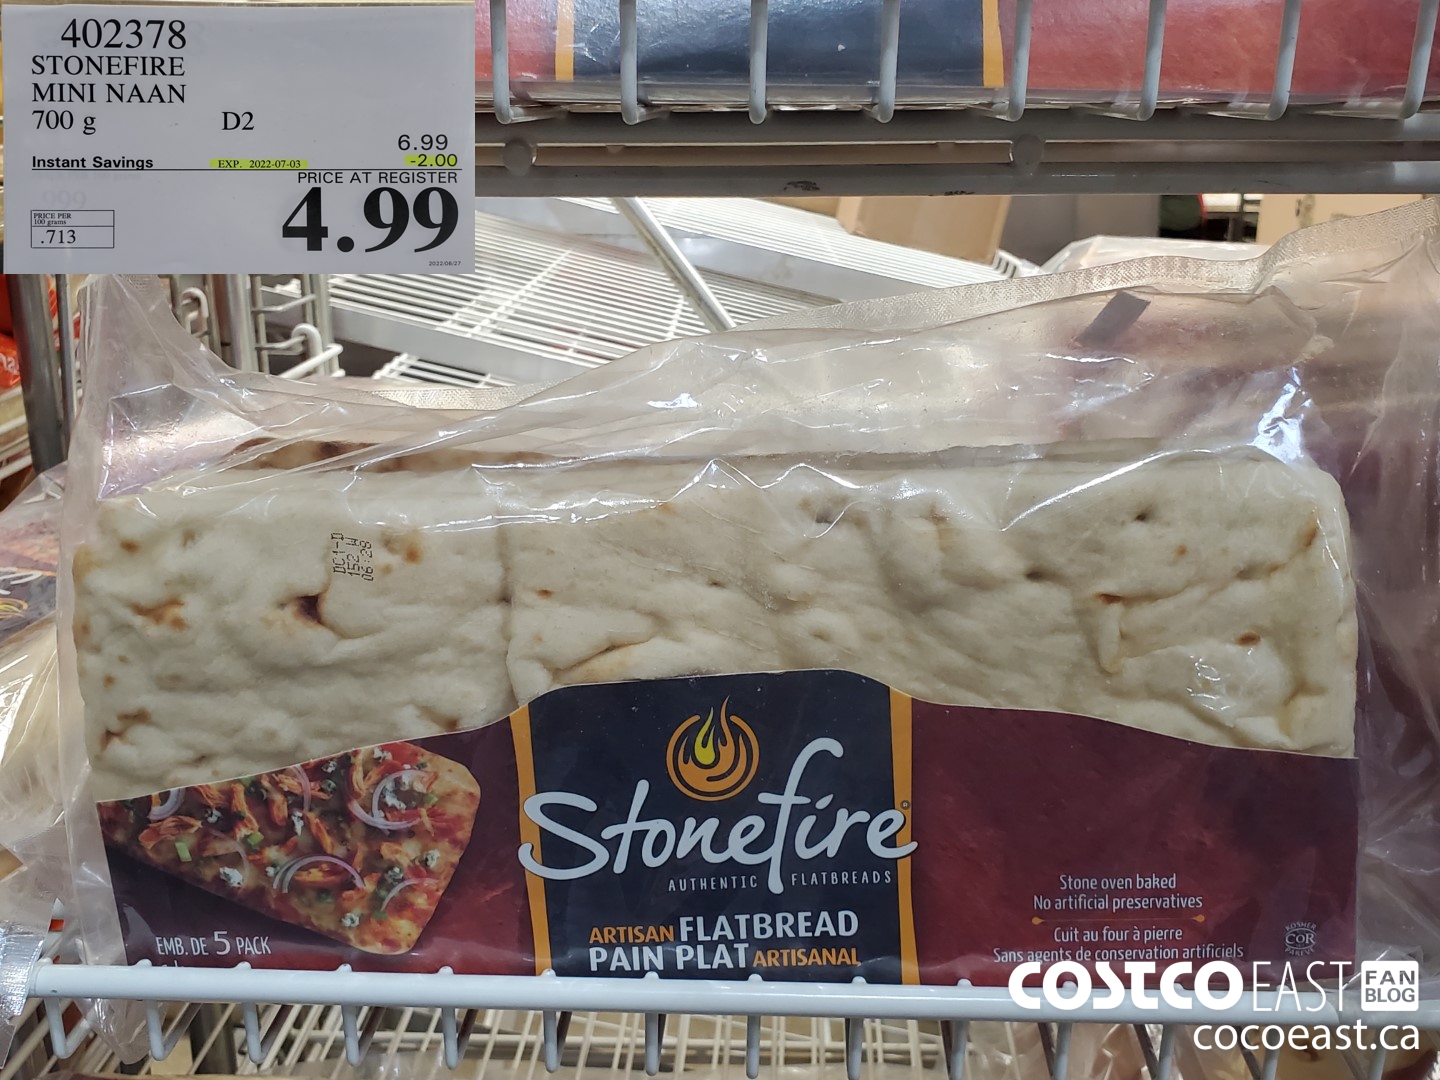 402378
STONEFIRE
MINI NAAN
700 g D2
6.99
Instant Savings EXP. 2022-07-03 -2.00
PRICE AT REGISTER
4.99
PRICE PER
100 grams
.713
2022/06/27
DC1-D
152 W
06:28
Stonefire®
AUTHENTIC FLATBREADS
ARTISAN FLATBREAD
PAIN PLAT ARTISANAL
EMB. DE 5 PACK
Stone oven baked
No artificial preservatives
Cuit au four à pierre
Sans agents de conservation artificiels
KOSHER
COR
PAREVE
COSTCO EAST FAN BLOG
cocoeast.ca